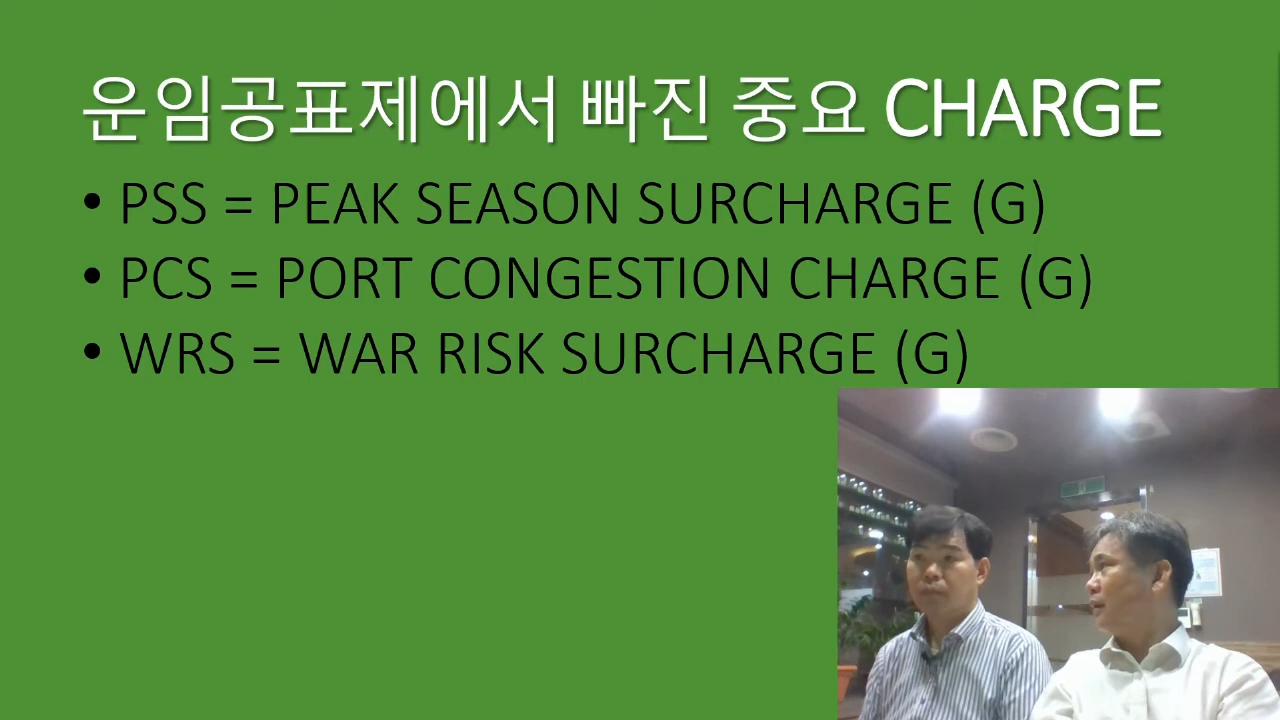 운임공표제에서 빠진 중요 CHARGE
• PSS = PEAK SEASON SURCHARGE (G)
• PCS = PORT CONGESTION CHARGE (G)
• WRS = WAR RISK SURCHARGE (G)